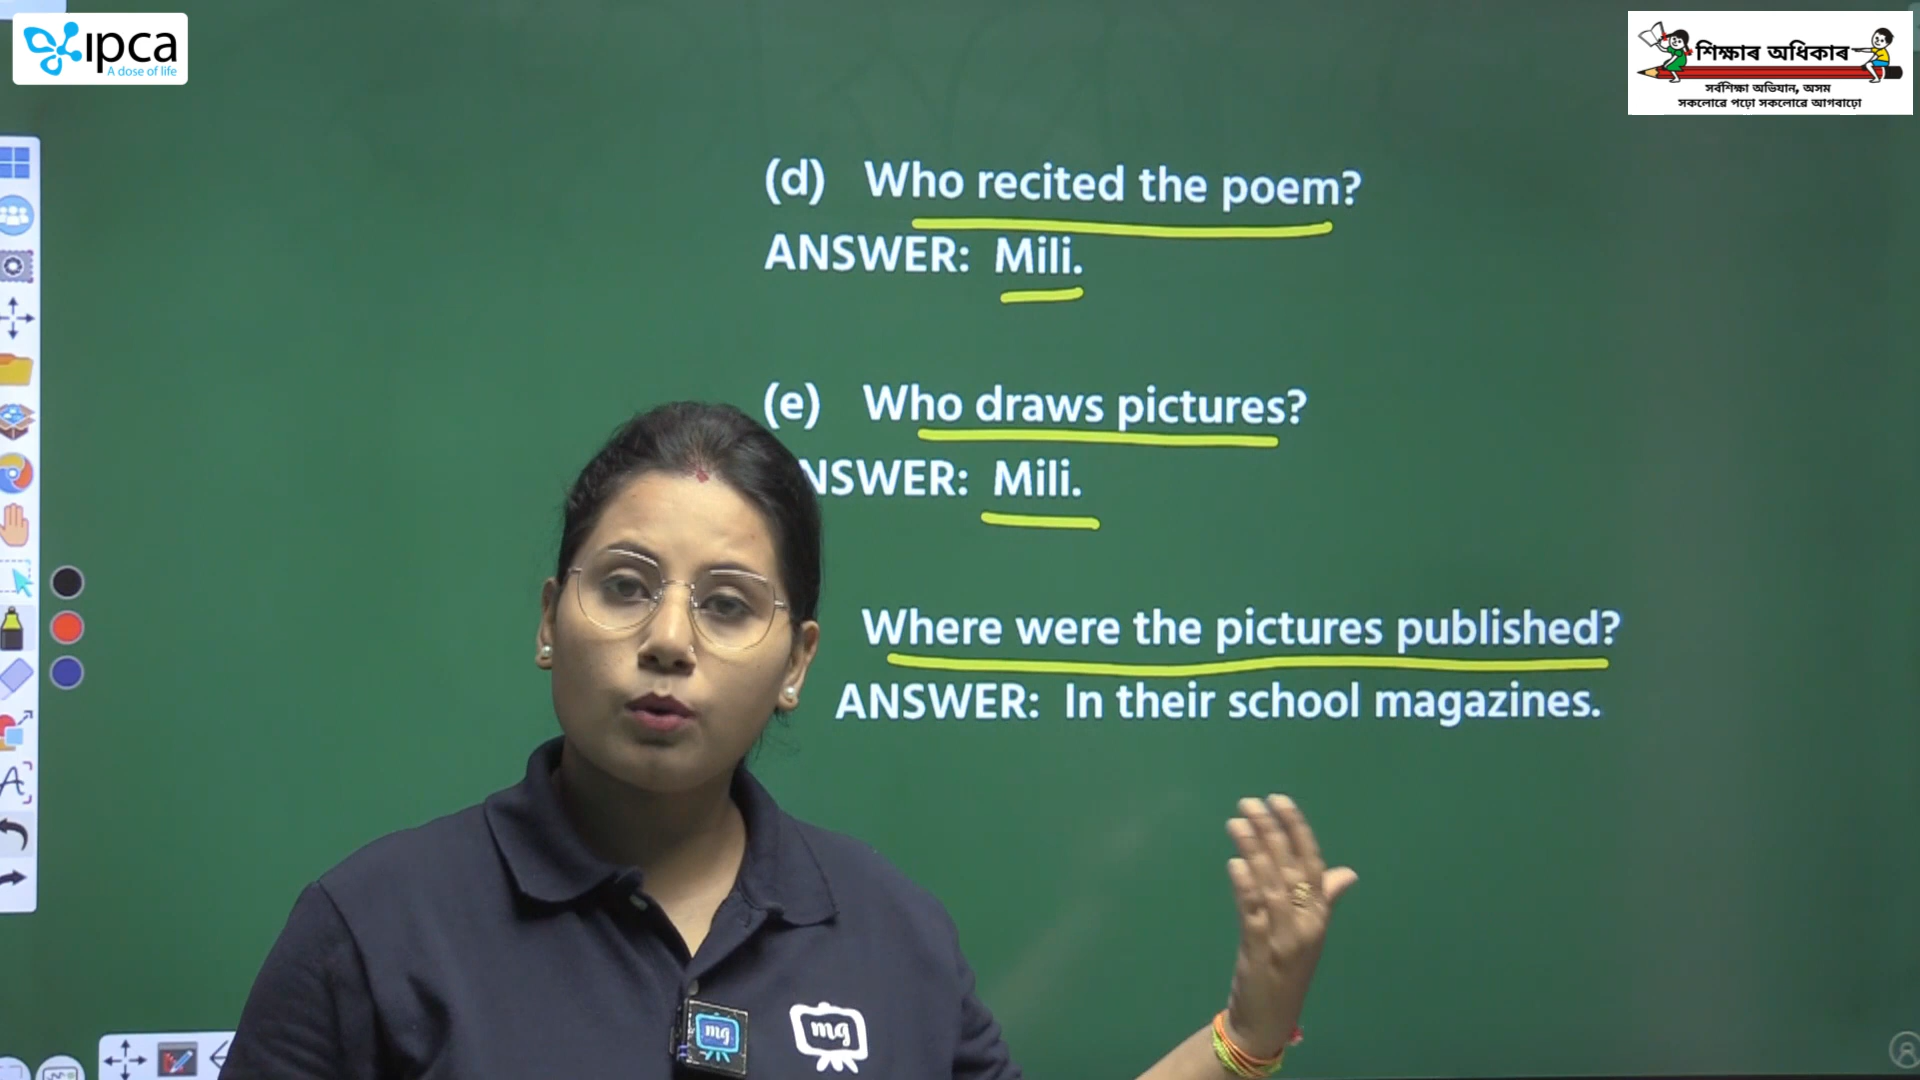 ipca
A dose of life
শিক্ষাৰ অধিকাৰ
সৰ্বশিক্ষা অভিযান, অসম
সকলোৱে পঢ়ো সকলোৱে আগবাঢ়ো
(d) Who recited the poem?
ANSWER: Mili.
(e) Who draws pictures?
NSWER: Mili.
Where were the pictures published?
ANSWER: In their school magazines.
mg
mg